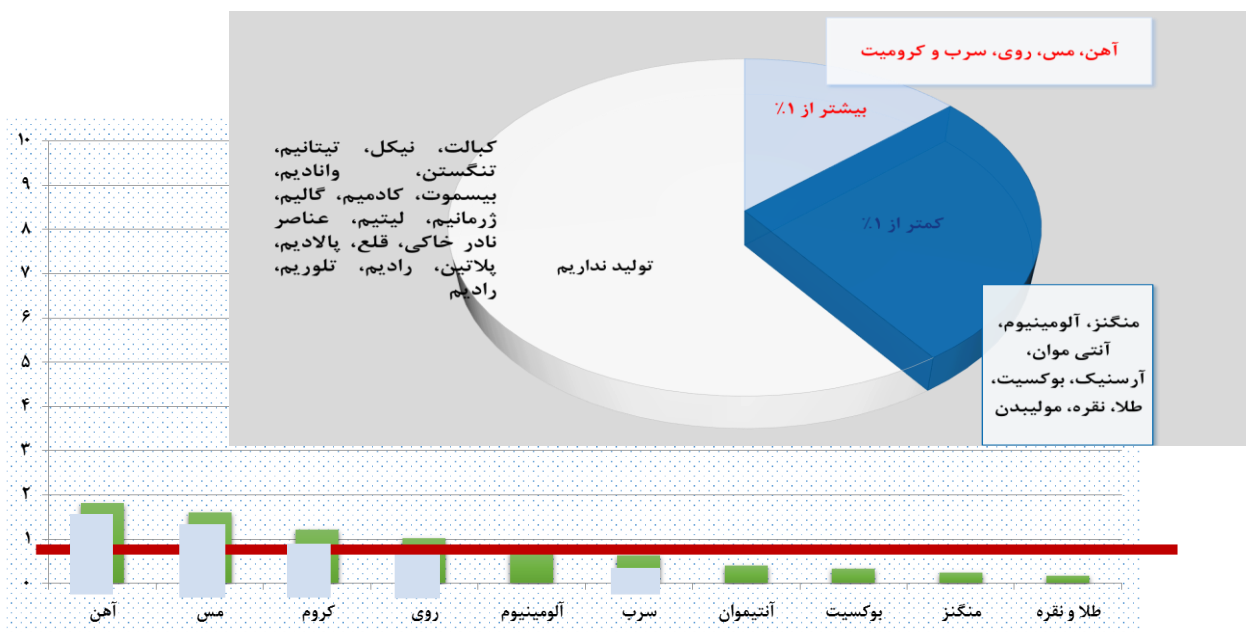 آهن، مس، روی، سرب و کرومیت
بیشتر از ۱٪
کمتر از ۱٪
تولید نداریم
کبالت، نیکل، تیتانیم،
تنگستن، وانادیم،
بیسموت، کادمیم، گالیم،
ژرمانیم، لیتیم، عناصر
نادر خاکی، قلع، پالادیم،
پلاتین، رادیم، تلوریم،
رادیم
منگنز، آلومینیوم،
آنتی موان،
آرسنیک، بوکسیت،
طلا، نقره، مولیبدن
۱۰
۹
۸
۷
۶
۵
۴
۳
۲
۱
۰
آهن
مس
کروم
روی
آلومینیوم
سرب
آنتیموان
بوکسیت
منگنز
طلا و نقره